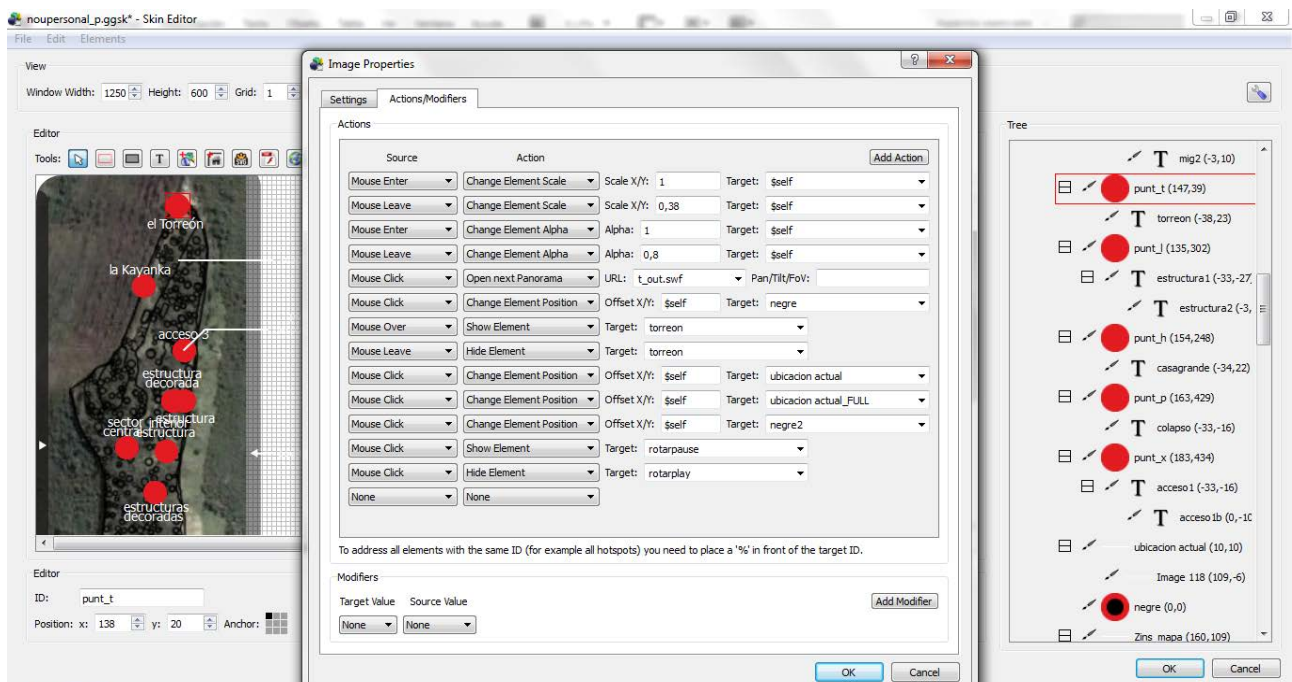 noupersonal_p.ggsk* - Skin Editor
File Edit Elements
View
Window Width: 1250 Height: 600 Grid: 1
Editor
Tools:
T
el Torreón
la Kayanka
acceso 3
estructura
decorada
estructura
sector interior
central
estructura
estructuras
decoradas
Editor
ID: punt_t
Position: x: 138 y: 20 Anchor:
Image Properties
Settings Actions/Modifiers
Actions
Source Action Add Action
Mouse Enter Change Element Scale Scale X/Y: 1 Target: $self
Mouse Leave Change Element Scale Scale X/Y: 0,38 Target: $self
Mouse Enter Change Element Alpha Alpha: 1 Target: $self
Mouse Leave Change Element Alpha Alpha: 0,8 Target: $self
Mouse Click Open next Panorama URL: t_out.swf Pan/Tilt/FoV:
Mouse Click Change Element Position Offset X/Y: $self Target: negre
Mouse Over Show Element Target: torreon
Mouse Leave Hide Element Target: torreon
Mouse Click Change Element Position Offset X/Y: $self Target: ubicacion actual
Mouse Click Change Element Position Offset X/Y: $self Target: ubicacion actual_FULL
Mouse Click Change Element Position Offset X/Y: $self Target: negre2
Mouse Click Show Element Target: rotarpause
Mouse Click Hide Element Target: rotarplay
None None
To address all elements with the same ID (for example all hotspots) you need to place a '%' in front of the target ID.
Modifiers
Target Value Source Value Add Modifier
None None
OK Cancel
Tree
T mig2 (-3,10)
punt_t (147,39)
T torreon (-38,23)
punt_l (135,302)
T estructura1 (-33,-27)
T estructura2 (-3,
punt_h (154,248)
T casagrande (-34,22)
punt_p (163,429)
T colapso (-33,-16)
punt_x (183,434)
T acceso1 (-33,-16)
T acceso1b (0,-10
ubicacion actual (10,10)
Image 118 (109,-6)
negre (0,0)
Zins_mapa (160,109)
OK Cancel